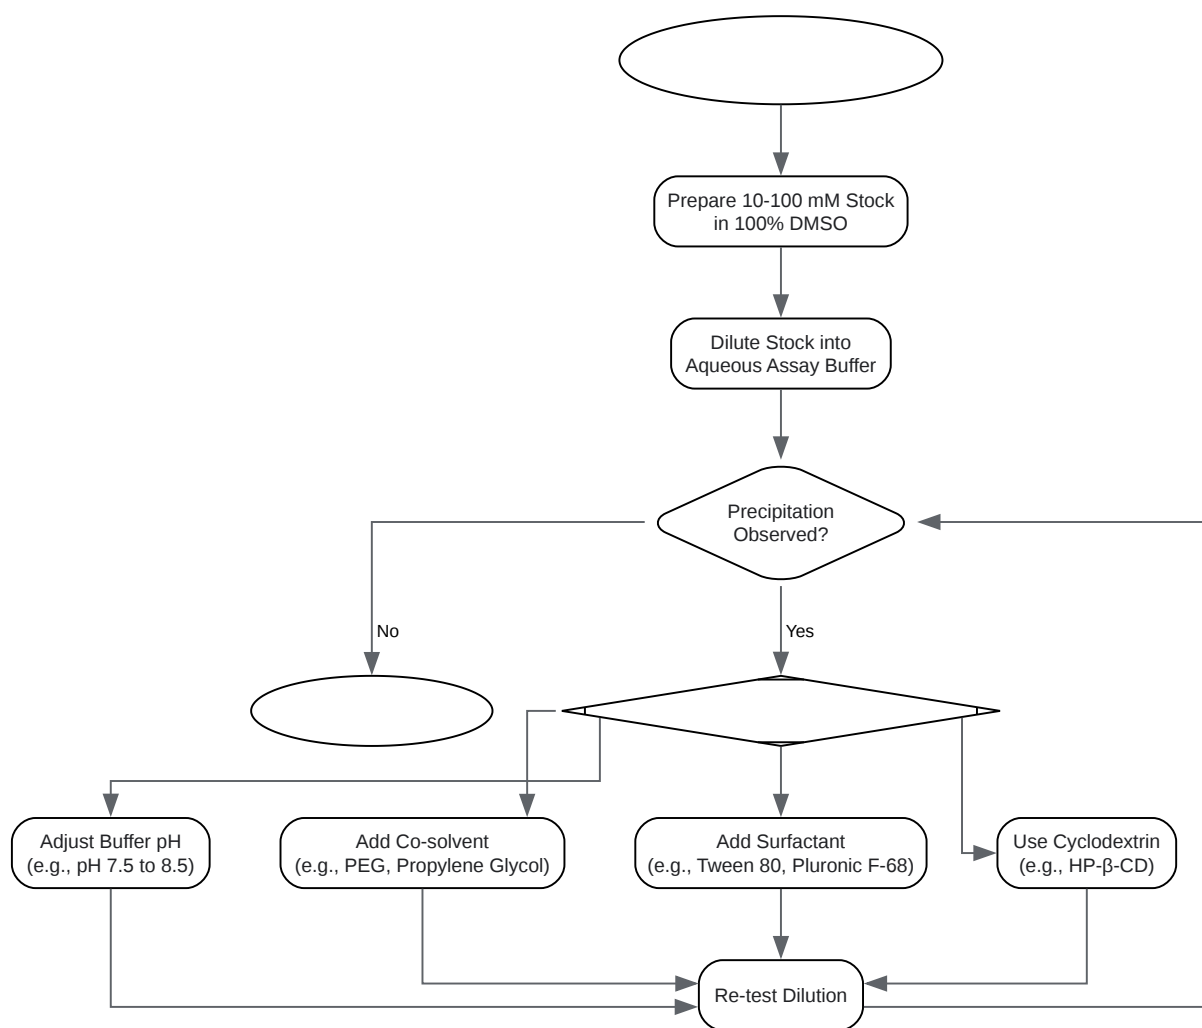 Prepare 10-100 mM Stock
in 100% DMSO
Dilute Stock into
Aqueous Assay Buffer
Precipitation
Observed?
No
Yes
Adjust Buffer pH
(e.g., pH 7.5 to 8.5)
Add Co-solvent
(e.g., PEG, Propylene Glycol)
Add Surfactant
(e.g., Tween 80, Pluronic F-68)
Use Cyclodextrin
(e.g., HP-β-CD)
Re-test Dilution